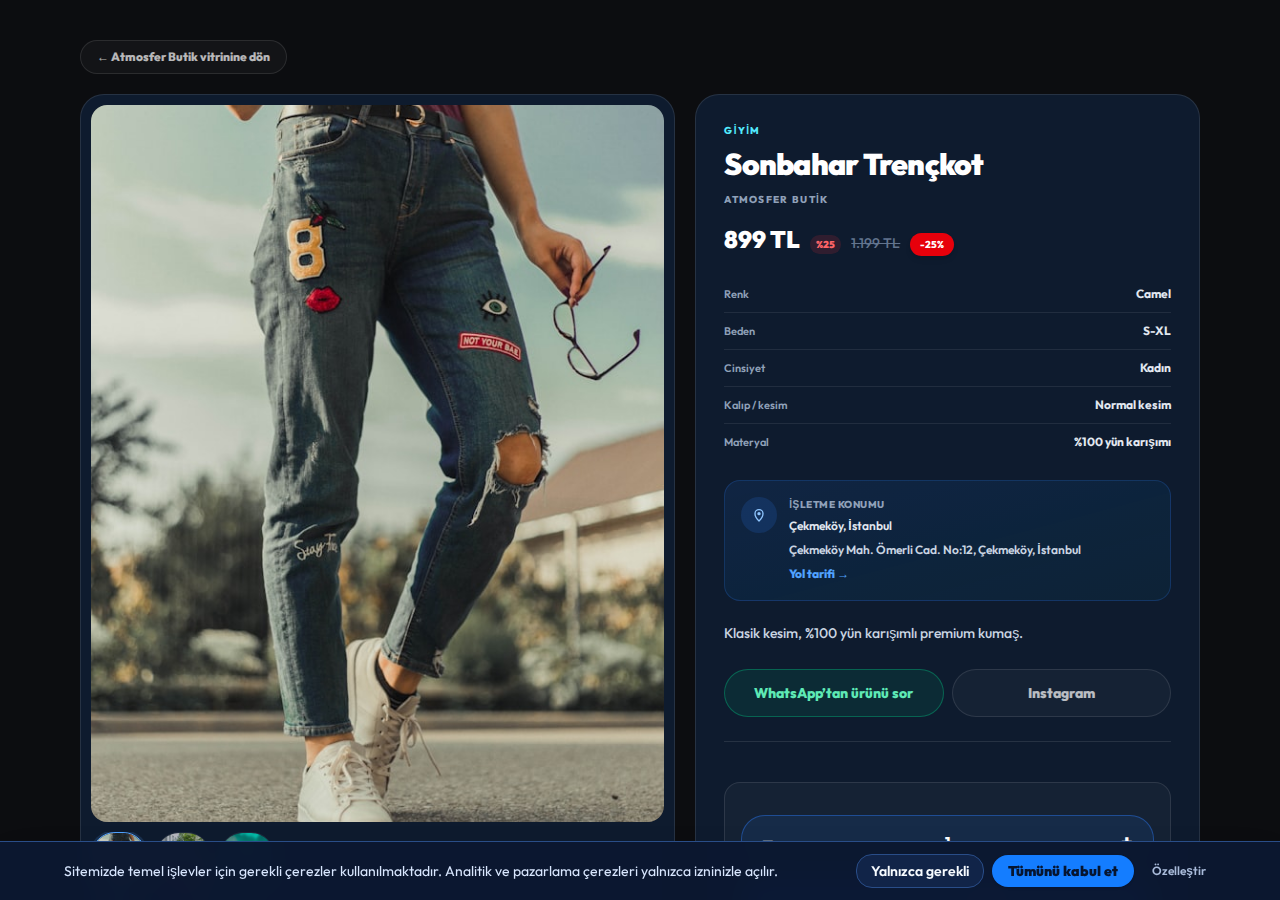 ← Atmosfer Butik vitrinine dön
8
NOT YOUR
GİYİM
Sonbahar Trençkot
ATMOSFER BUTİK
899 TL %25 1.199 TL -25%
Renk Camel
Beden S-XL
Cinsiyet Kadın
Kalıp / kesim Normal kesim
Materyal %100 yün karışımı
İŞLETME KONUMU
Çekmeköy, İstanbul
Çekmeköy Mah. Ömerli Cad. No:12, Çekmeköy, İstanbul
Yol tarifi →
Klasik kesim, %100 yün karışımlı premium kumaş.
WhatsApp'tan ürünü sor Instagram
Sitemizde temel işlevler için gerekli çerezler kullanılmaktadır. Analitik ve pazarlama çerezleri yalnızca izninizle açılır. Yalnızca gerekli Tümünü kabul et Özelleştir